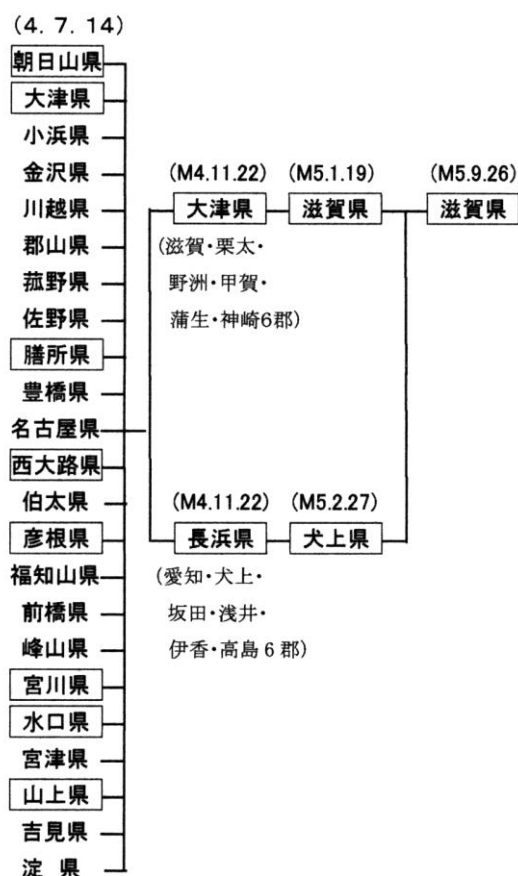 (4. 7. 14)
朝日山県
大津県
小浜県
金沢県
川越県
郡山県
菰野県
佐野県
膳所県
豊橋県
名古屋県
西大路県
伯太県
彦根県
福知山県
前橋県
峰山県
宮川県
水口県
宮津県
山上県
吉見県
淀 県
(M4.11.22)
大津県
(滋賀・栗太・
野洲・甲賀・
蒲生・神崎6郡)
(M5.1.19)
滋賀県
(M4.11.22)
長浜県
(愛知・犬上・
坂田・浅井・
伊香・高島 6 郡)
(M5.2.27)
犬上県
(M5.9.26)
滋賀県